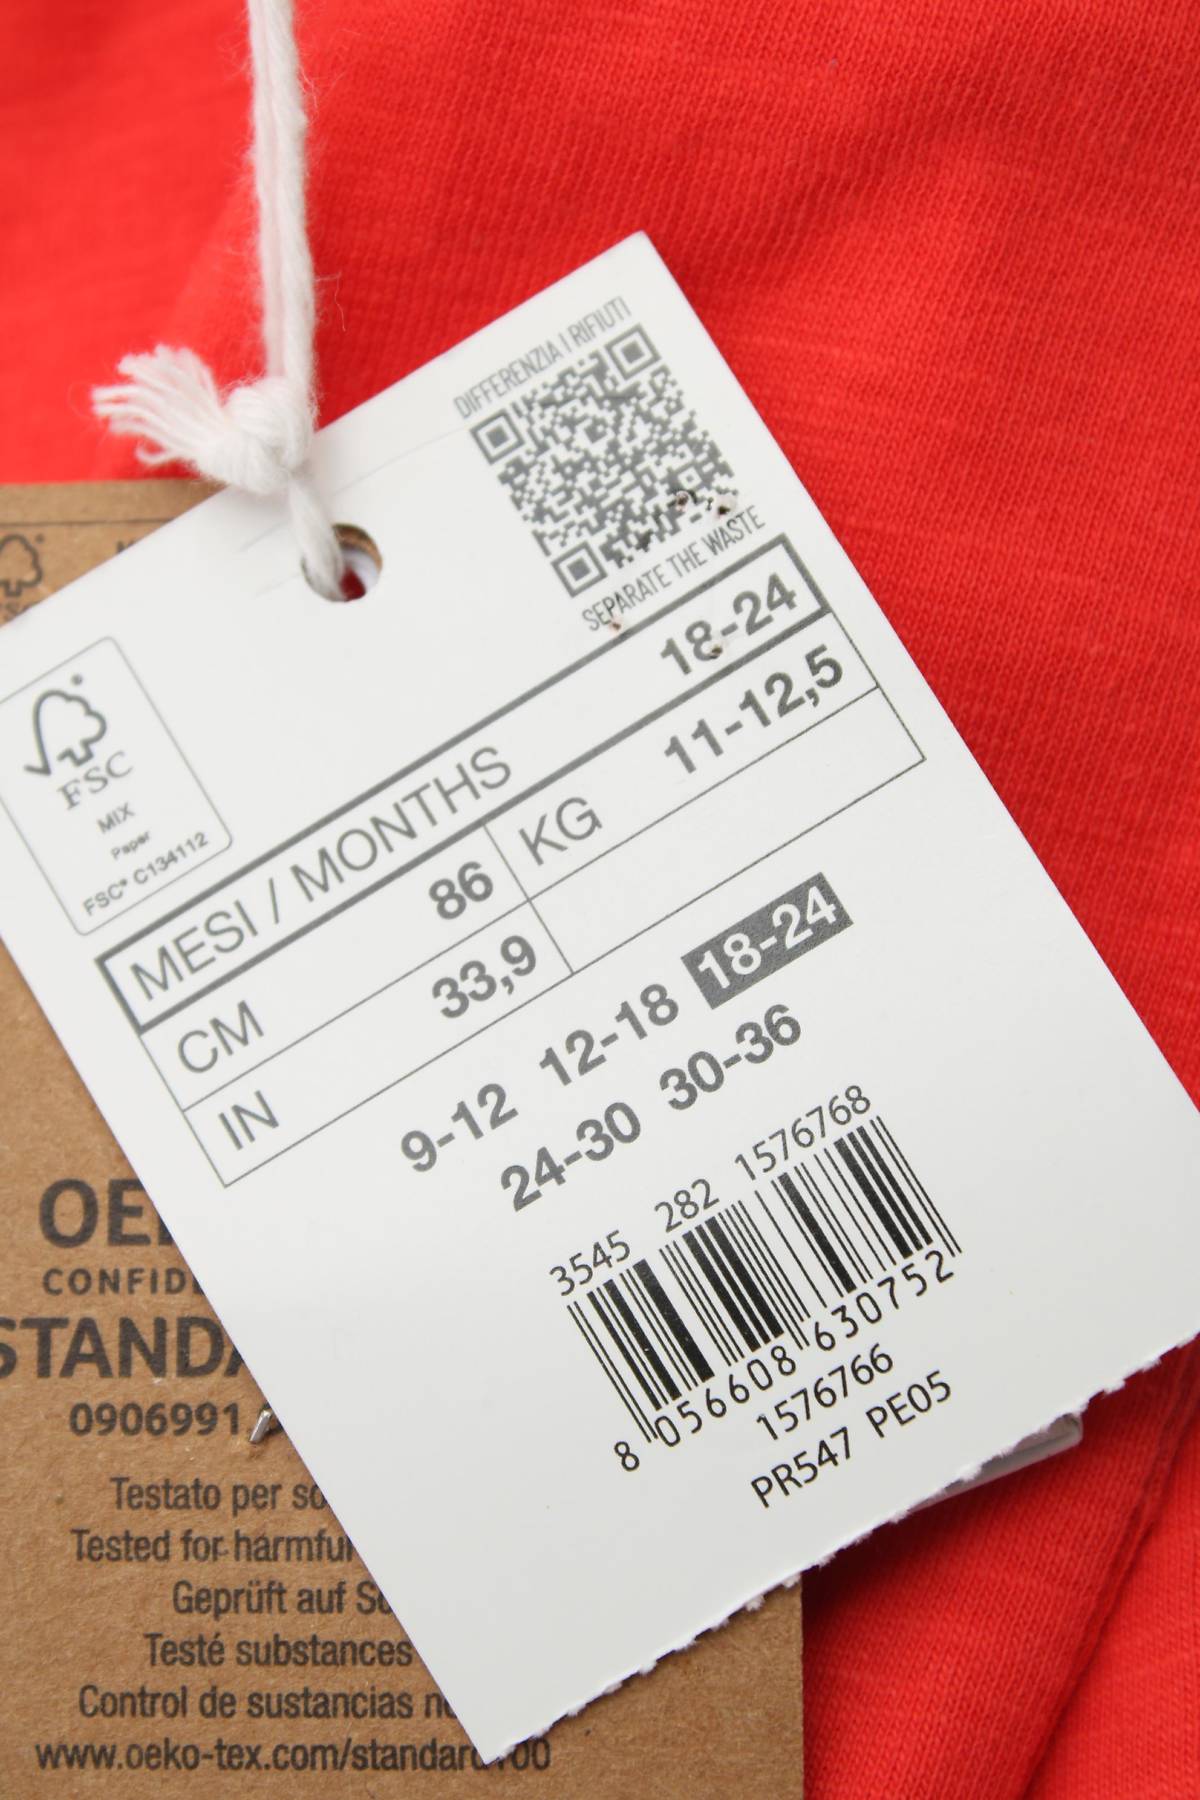 DIFFERENZIA I RIFIUTI
SEPARATE THE WASTE
FSC
MIX
Paper
FSC® C134112
MESI / MONTHS 18-24
CM 86 KG 11-12,5
IN 33,9
9-12 12-18 18-24
24-30 30-36
3545 282 1576768
8 056608 630752
1576766
PR547 PE05
CONFID
STANDA
0906991
Testato per so
Tested for harmful
Geprüft auf Sc
Testé substances
Control de sustancias no
www.oeko-tex.com/standard100